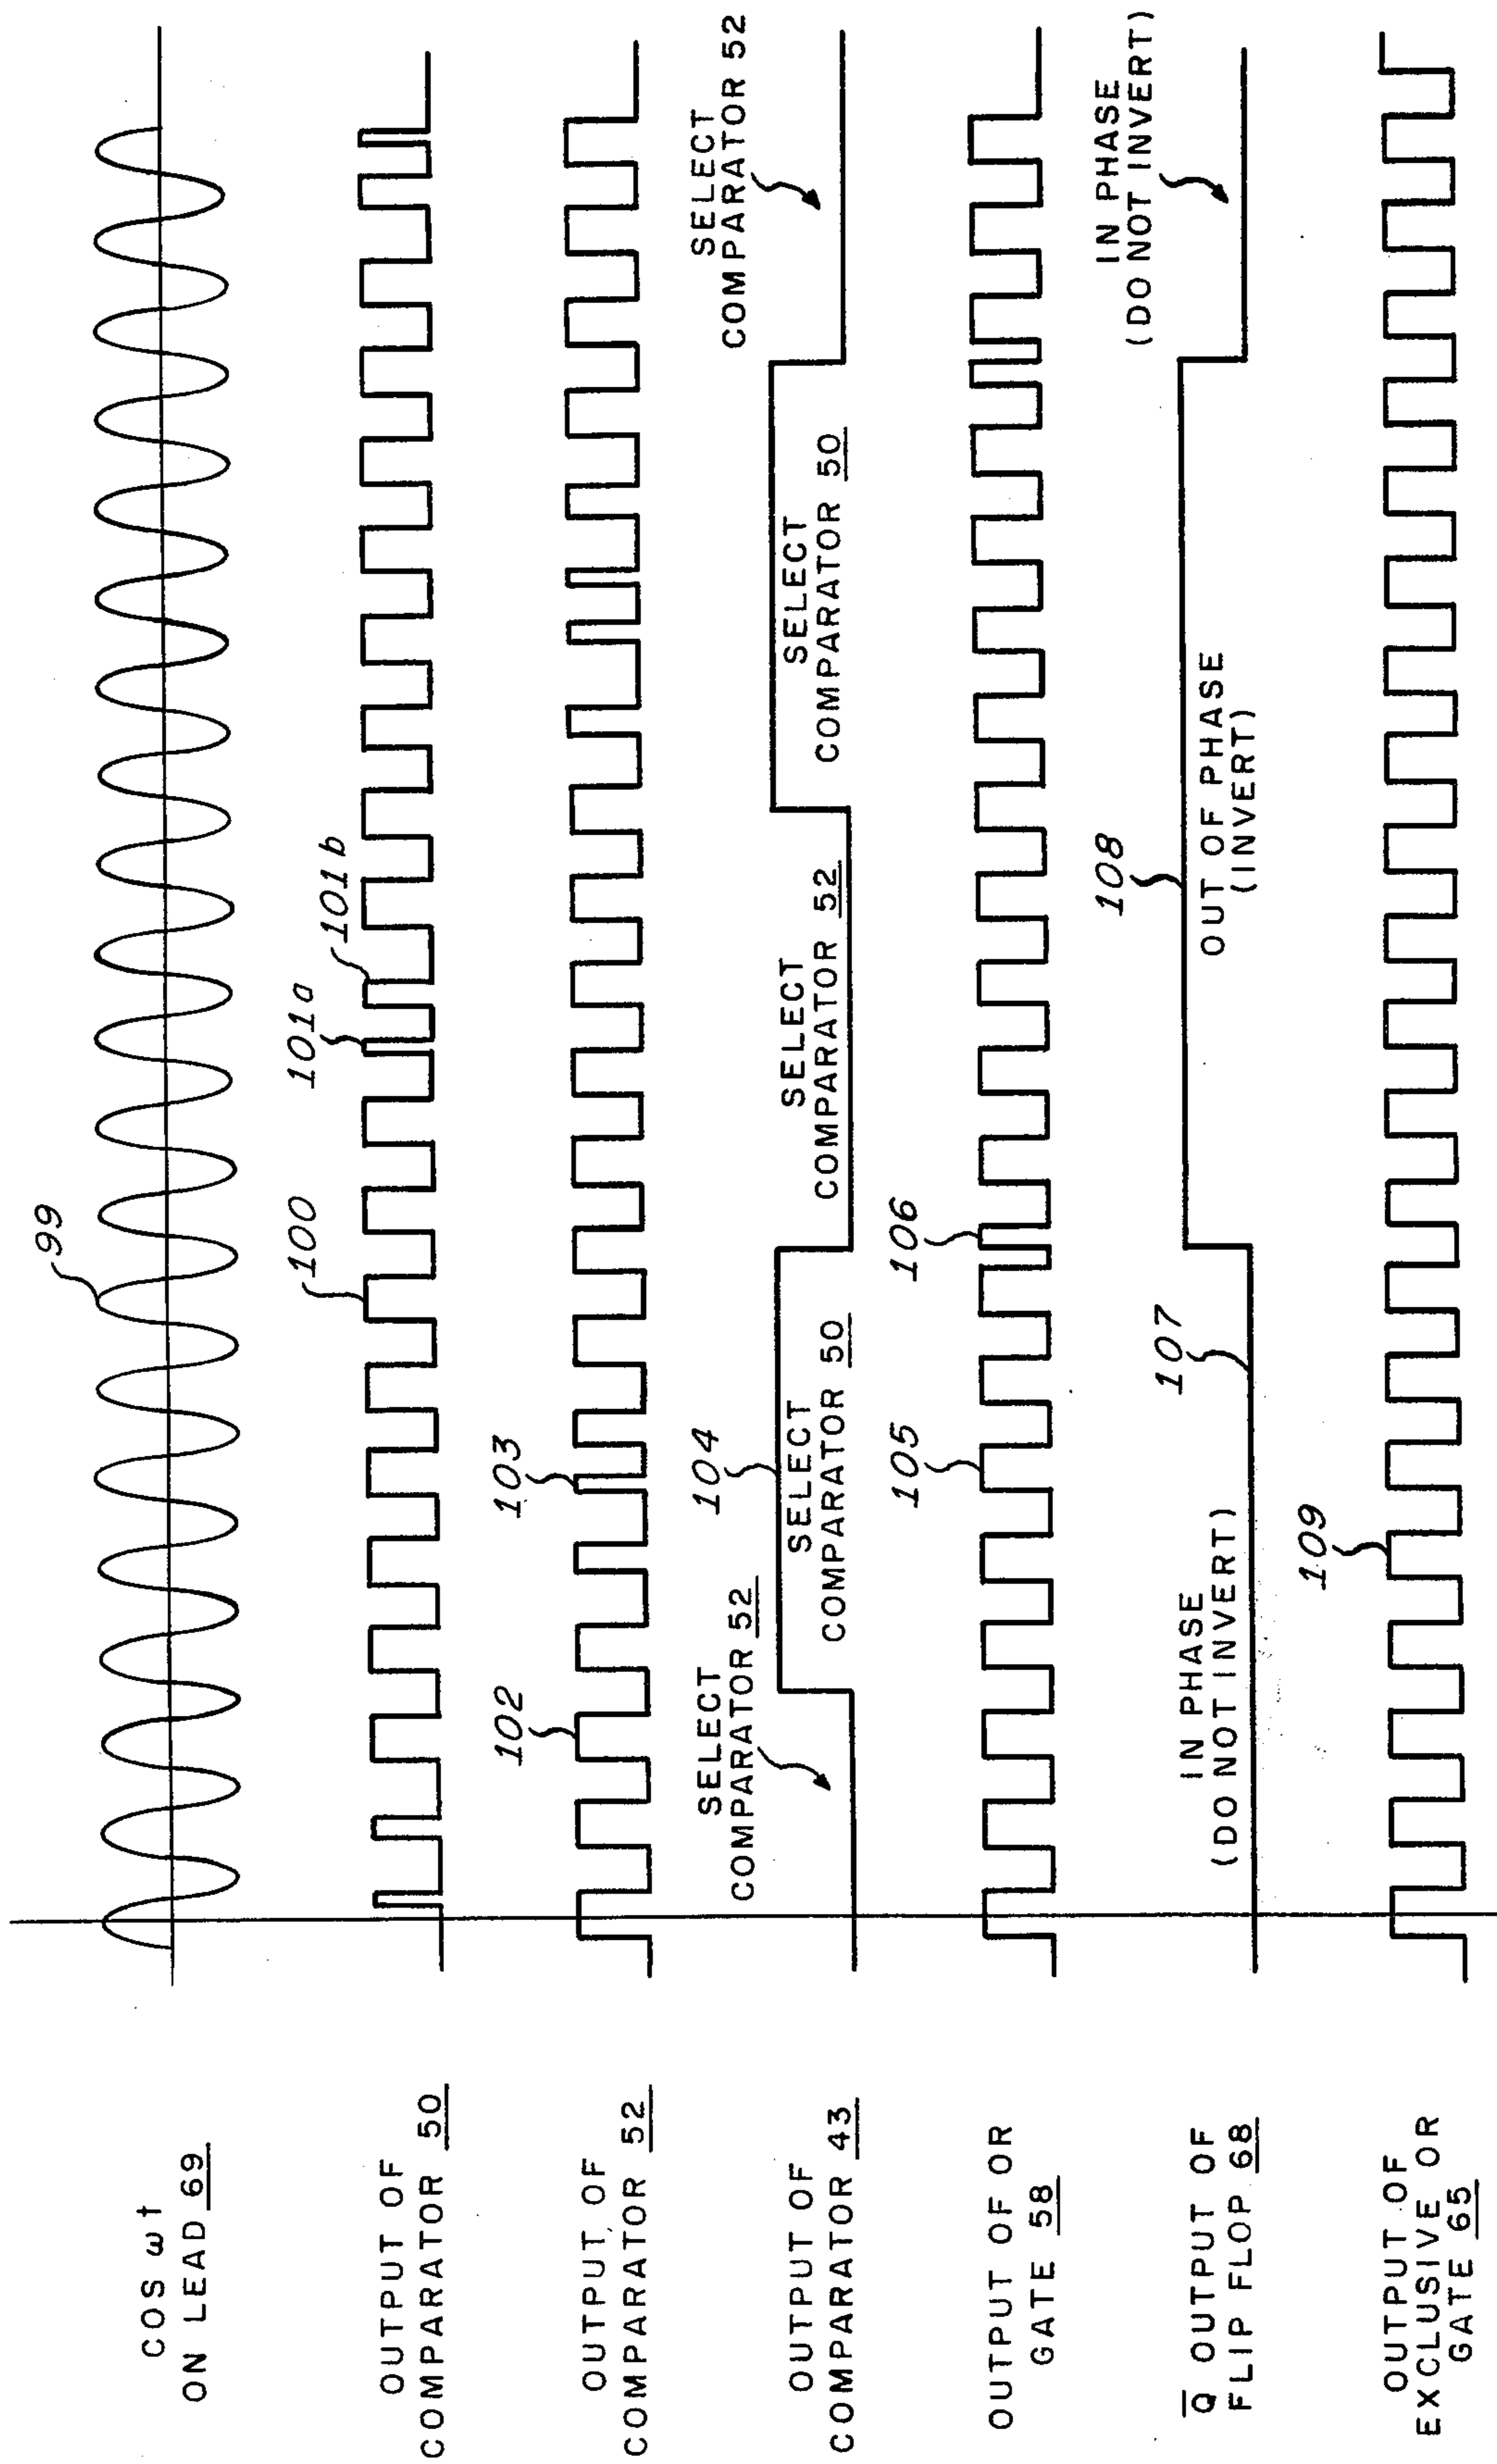 COS ωt
ON LEAD 69
99
OUTPUT OF
COMPARATOR 50
100
101a
101b
OUTPUT OF
COMPARATOR 52
102
103
OUTPUT OF
COMPARATOR 43
SELECT
COMPARATOR 52
104
SELECT
COMPARATOR 50
SELECT
COMPARATOR 52
SELECT
COMPARATOR 50
SELECT
COMPARATOR 52
OUTPUT OF OR
GATE 58
105
106
Q̅ OUTPUT OF
FLIP FLOP 68
IN PHASE
(DO NOT INVERT)
107
108
OUT OF PHASE
(INVERT)
IN PHASE
(DO NOT INVERT)
OUTPUT OF
EXCLUSIVE OR
GATE 65
109